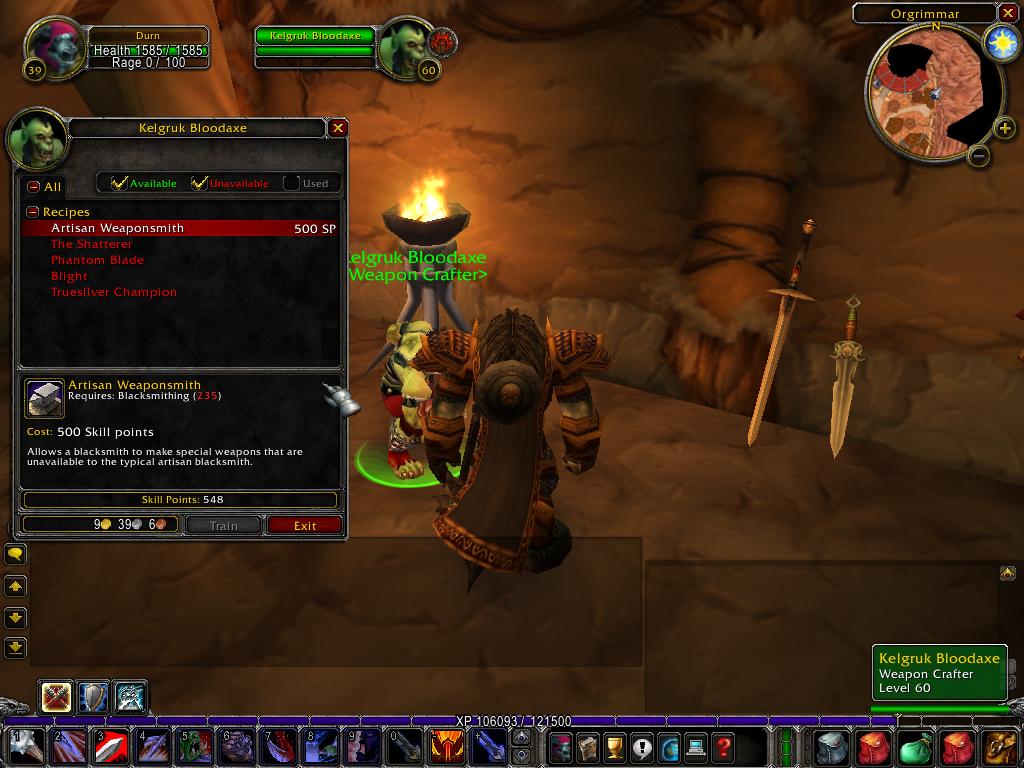 Durn
Health 1585 / 1585
Rage 0 / 100
39
Kelgruk Bloodaxe
60
Orgrimmar
N
Kelgruk Bloodaxe
All
Available
Unavailable
Used
Recipes
Artisan Weaponsmith 500 SP
The Shatterer
Phantom Blade
Blight
Truesilver Champion
elgruk Bloodaxe
Weapon Crafter>
Artisan Weaponsmith
Requires: Blacksmithing (235)
Cost: 500 Skill points
Allows a blacksmith to make special weapons that are
unavailable to the typical artisan blacksmith.
Skill Points: 548
9 39 6
Train
Exit
Kelgruk Bloodaxe
Weapon Crafter
Level 60
XP 106093 / 121500
1 2 3 4 5 6 7 8 9 0 - +